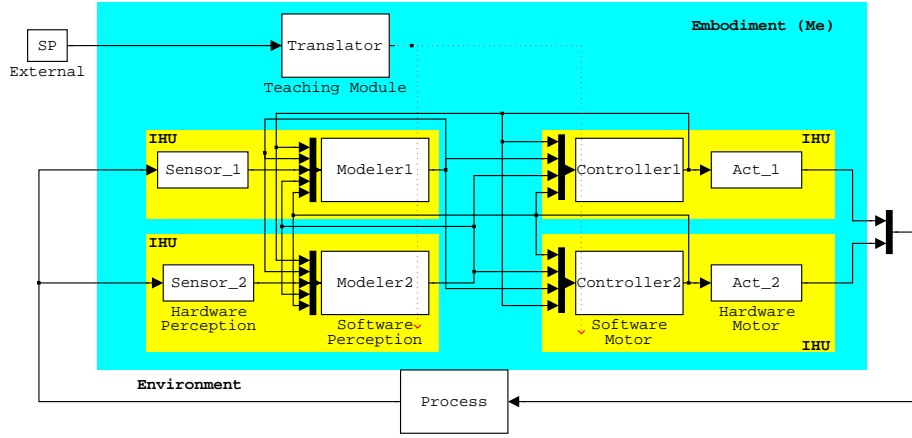 Embodiment (Me)
SP
External
Translator
Teaching Module
IHU
IHU
Sensor_1
Modeler1
Controller1
Act_1
IHU
Sensor_2
Modeler2
Controller2
Act_2
Hardware
Perception
Software
Perception
Software
Motor
Hardware
Motor
IHU
Environment
Process